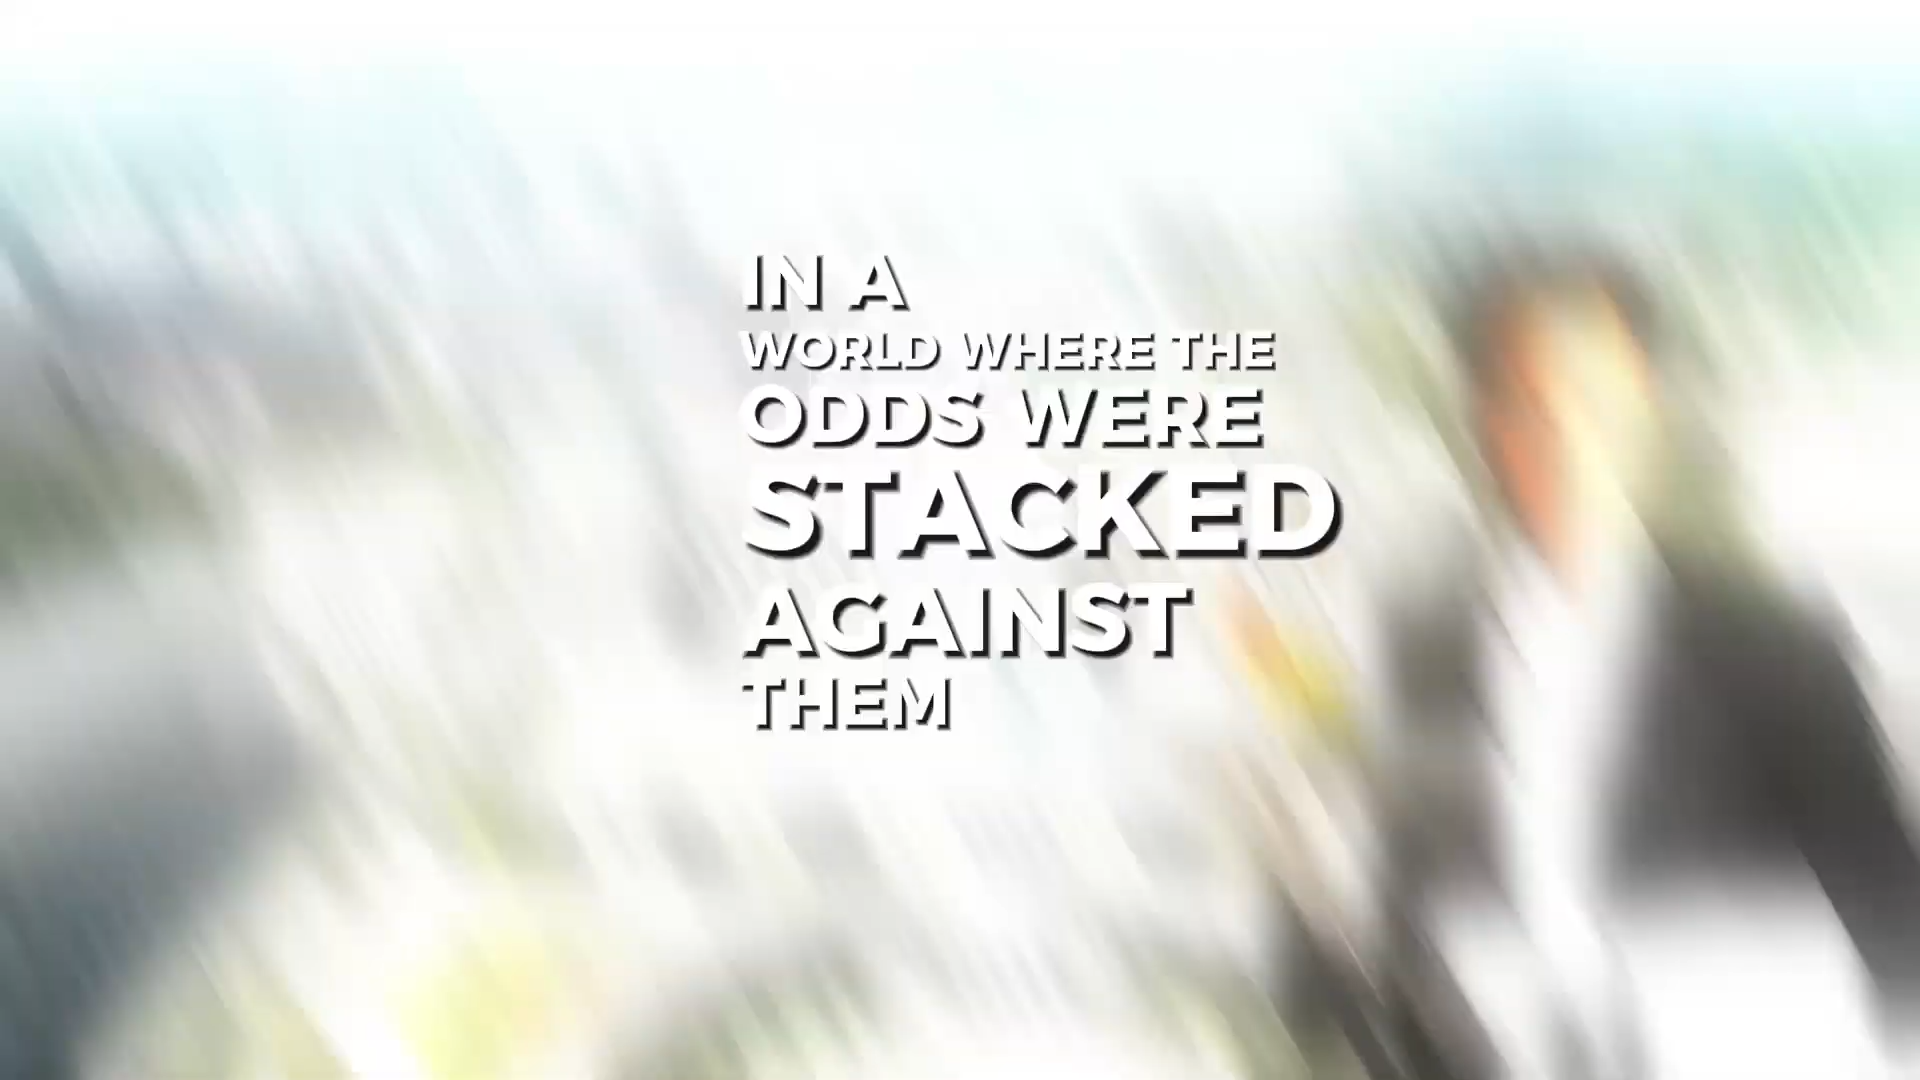 IN A
WORLD WHERE THE
ODDS WERE
STACKED
AGAINST
THEM